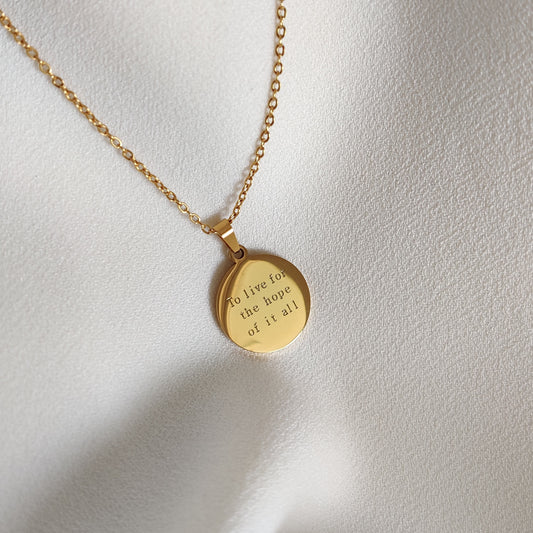 To live for
the hope
of it all